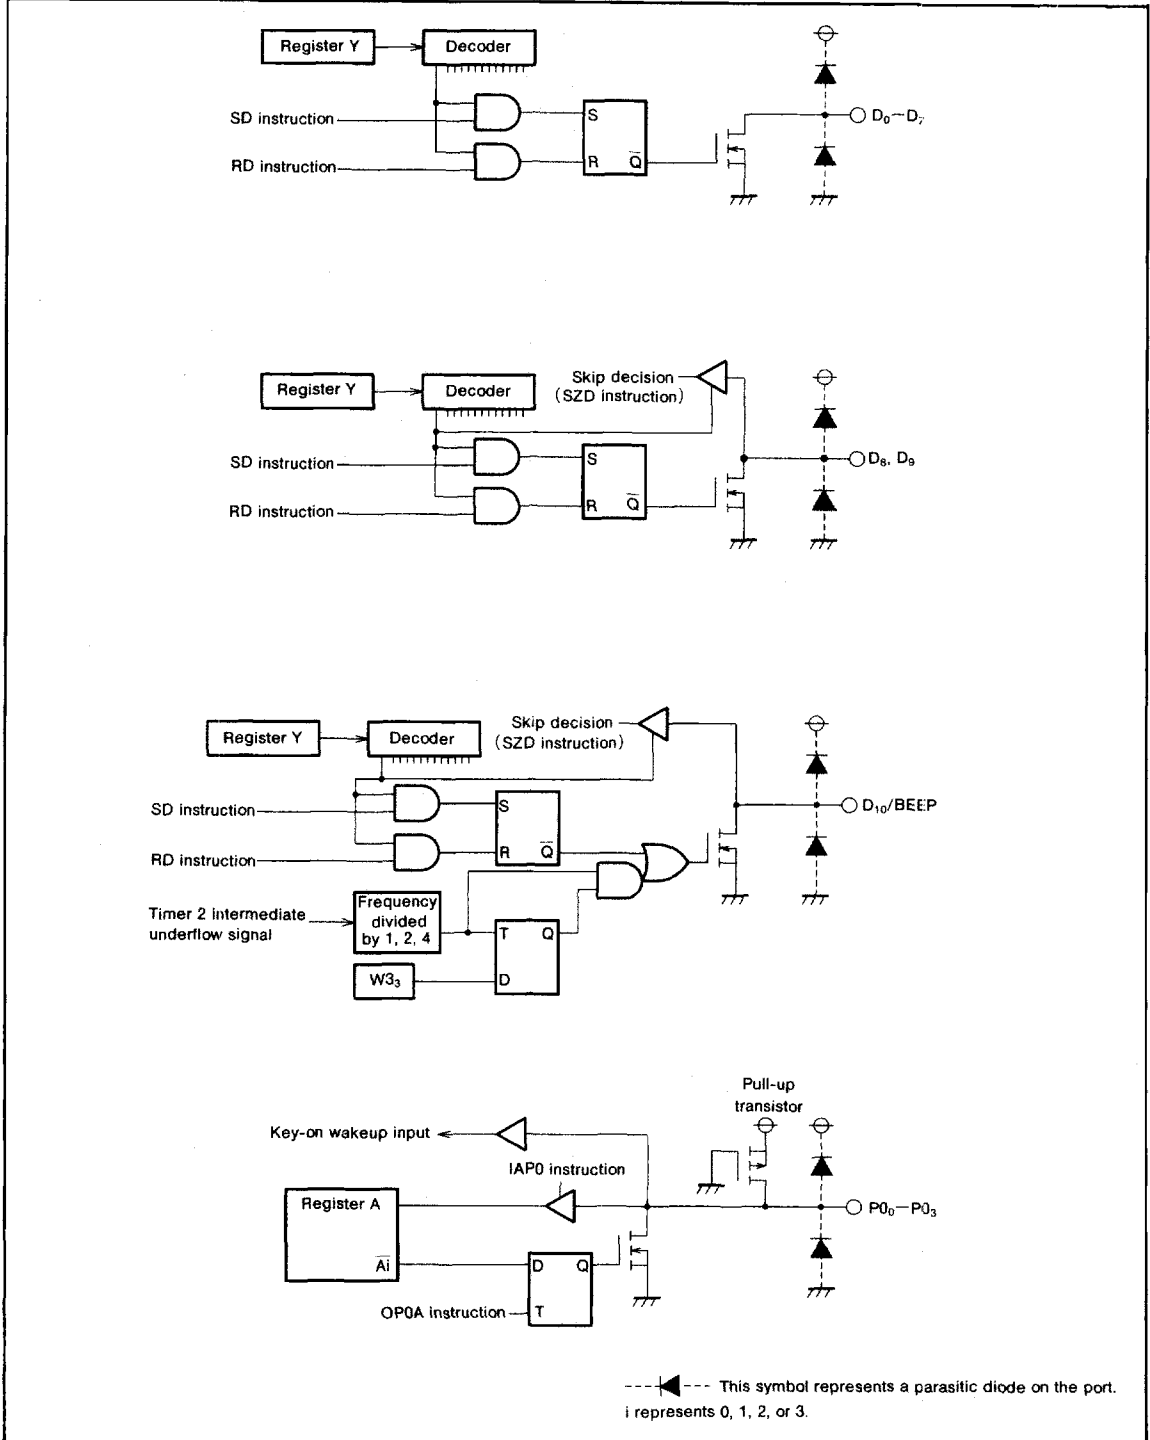 Register Y
Decoder
SD instruction
S
D₀~D₇
RD instruction
R
Q̅
Skip decision
(SZD instruction)
Register Y
Decoder
SD instruction
S
D₈, D₉
RD instruction
R
Q̅
Skip decision
(SZD instruction)
Register Y
Decoder
SD instruction
S
D₁₀/BEEP
RD instruction
R
Q̅
Timer 2 intermediate
underflow signal
Frequency
divided
by 1, 2, 4
T
Q
W3₃
D
Pull-up
transistor
Key-on wakeup input
IAP0 instruction
Register A
P0₀—P0₃
A̅i̅
D
Q
OP0A instruction
T
This symbol represents a parasitic diode on the port.
i represents 0, 1, 2, or 3.